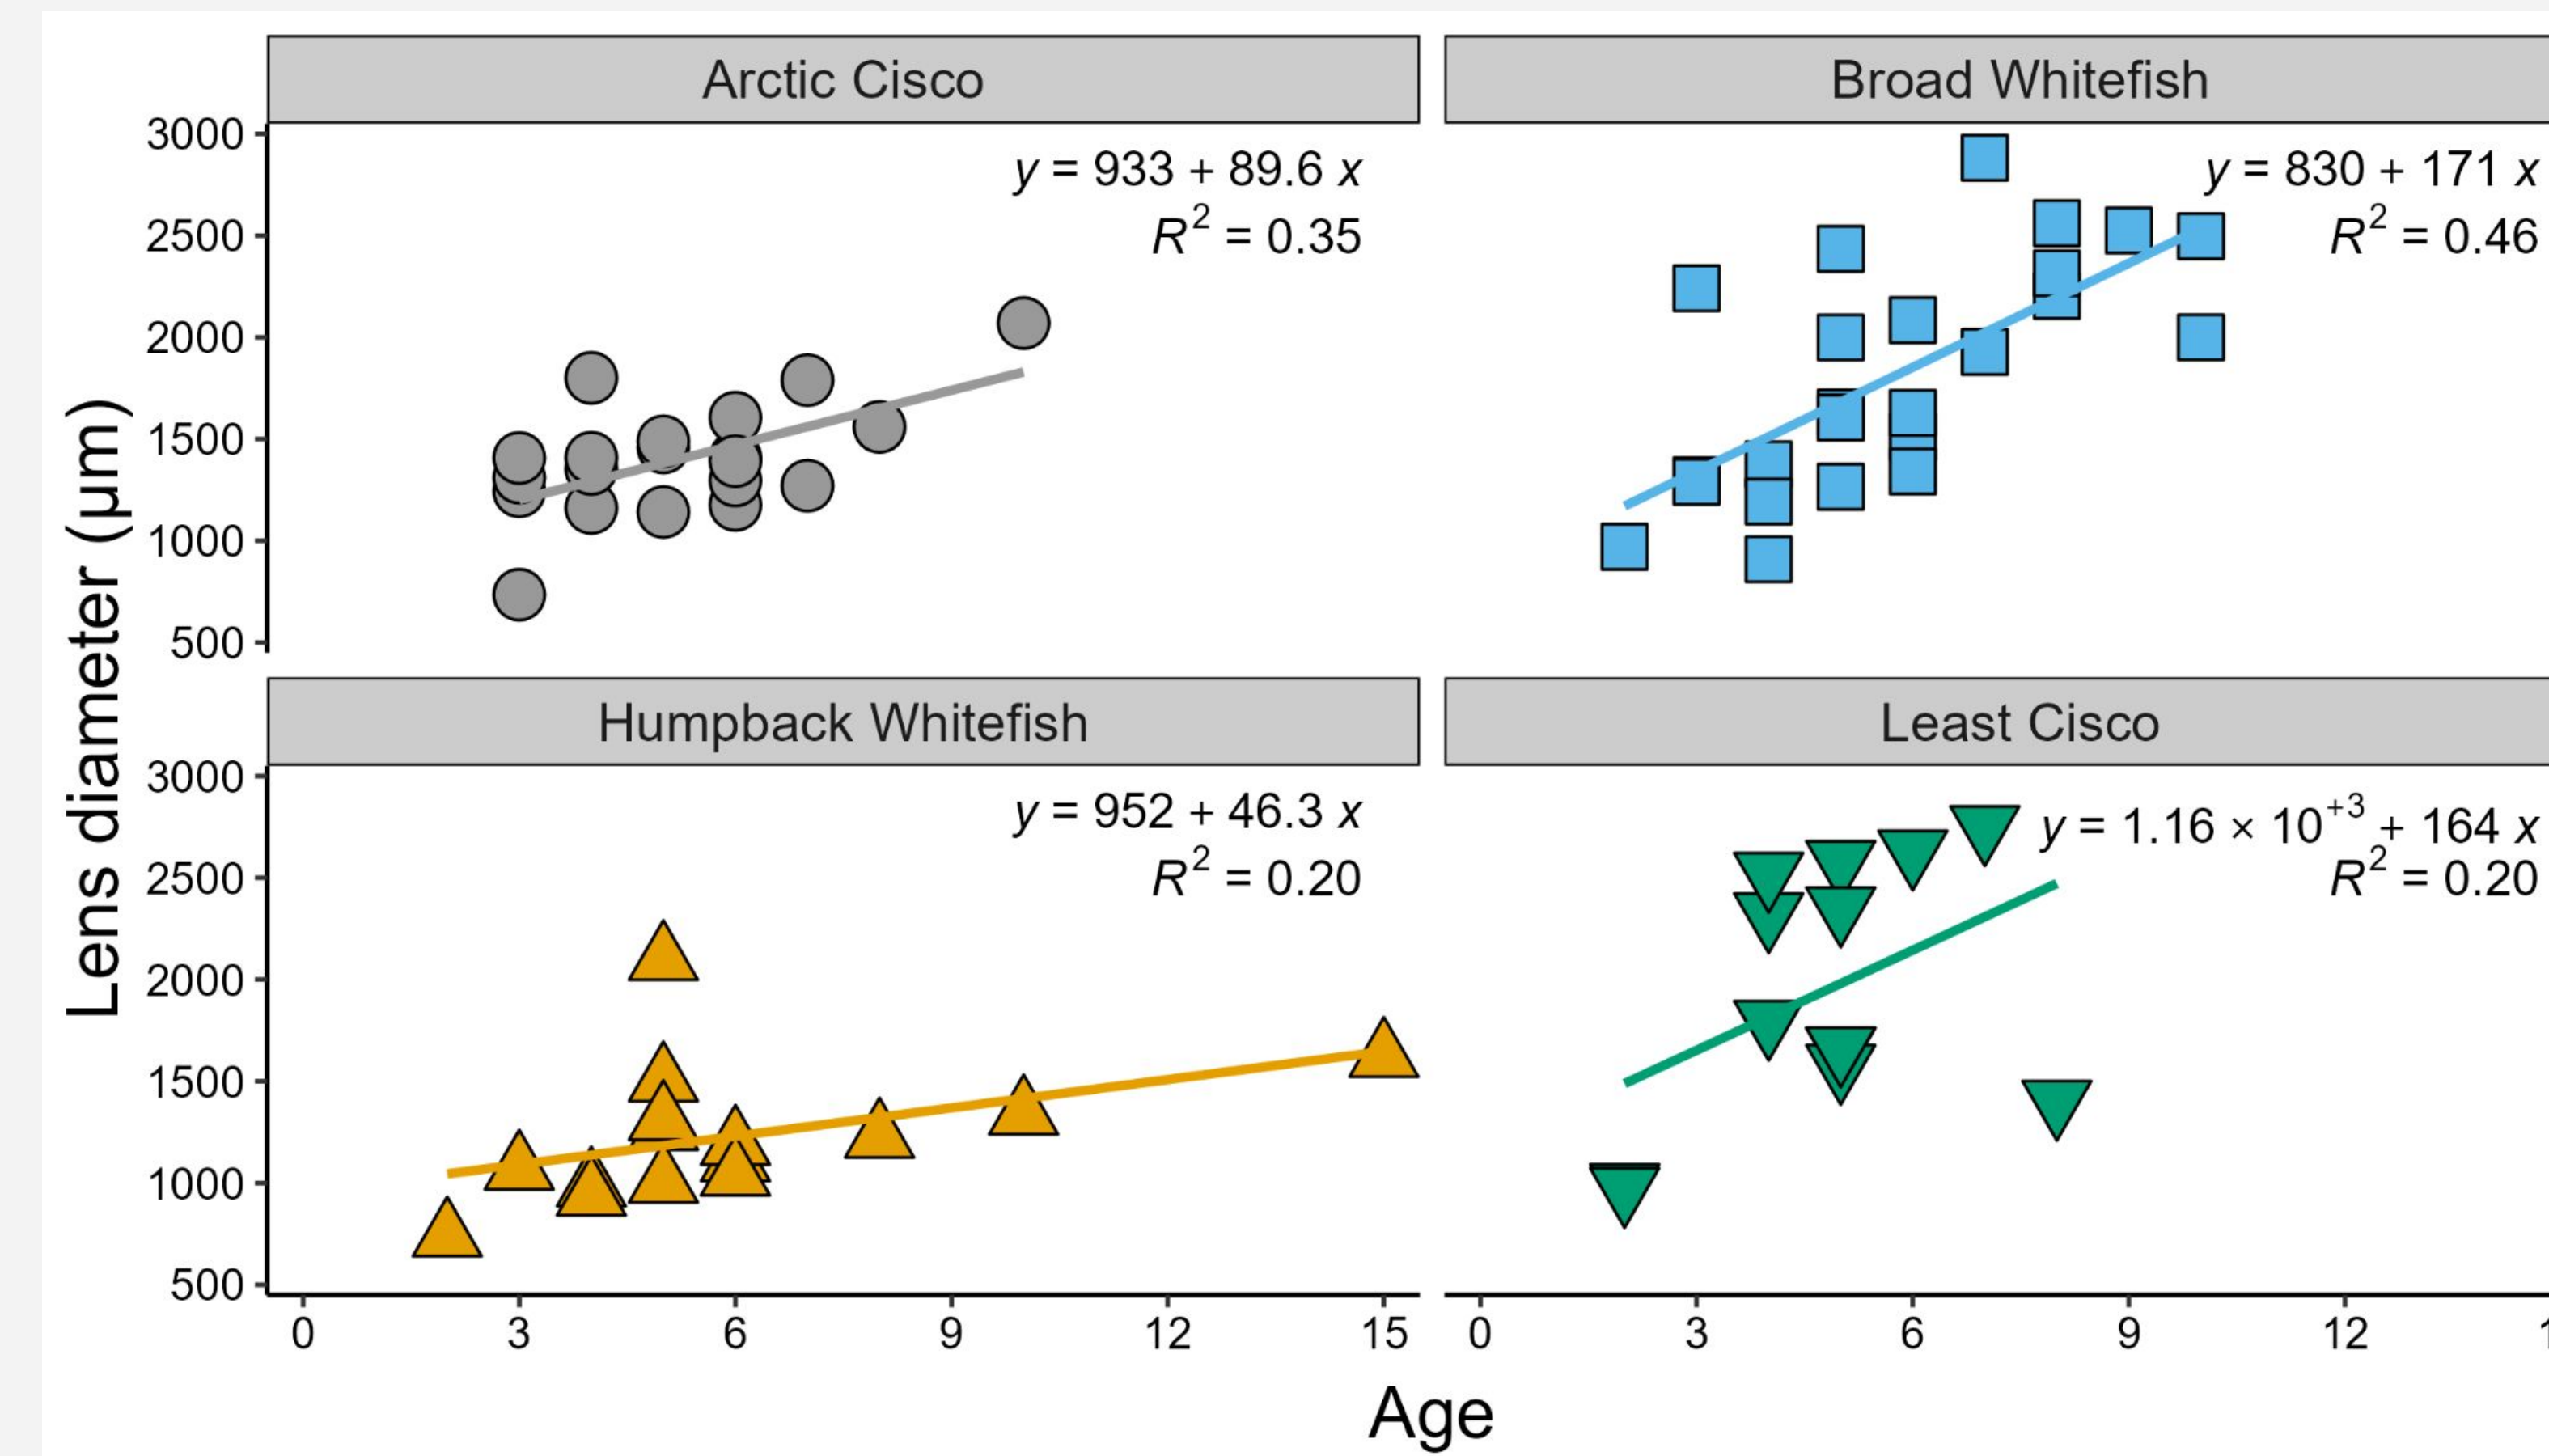 Arctic Cisco
Broad Whitefish
3000
2500
2000
1500
1000
500
y = 933 + 89.6 x
R² = 0.35
y = 830 + 171 x
R² = 0.46
Lens diameter (µm)
Humpback Whitefish
Least Cisco
3000
2500
2000
1500
1000
500
y = 952 + 46.3 x
R² = 0.20
y = 1.16 × 10⁺³ + 164 x
R² = 0.20
0 3 6 9 12 15
0 3 6 9 12
Age